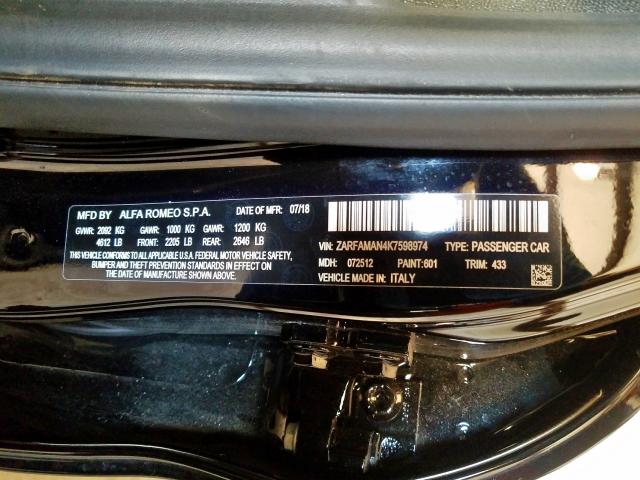 MFD BY ALFA ROMEO S.P.A. DATE OF MFR: 07/18
GVWR: 2092 KG GAWR: 1000 KG GAWR: 1200 KG
4612 LB FRONT: 2205 LB REAR: 2646 LB
THIS VEHICLE CONFORMS TO ALL APPLICABLE U.S.A. FEDERAL MOTOR VEHICLE SAFETY,
BUMPER AND THEFT PREVENTION STANDARDS IN EFFECT ON
THE DATE OF MANUFACTURE SHOWN ABOVE.
VIN: ZARFAMAN4K7598974 TYPE: PASSENGER CAR
MDH: 072512 PAINT:601 TRIM: 433
VEHICLE MADE IN: ITALY